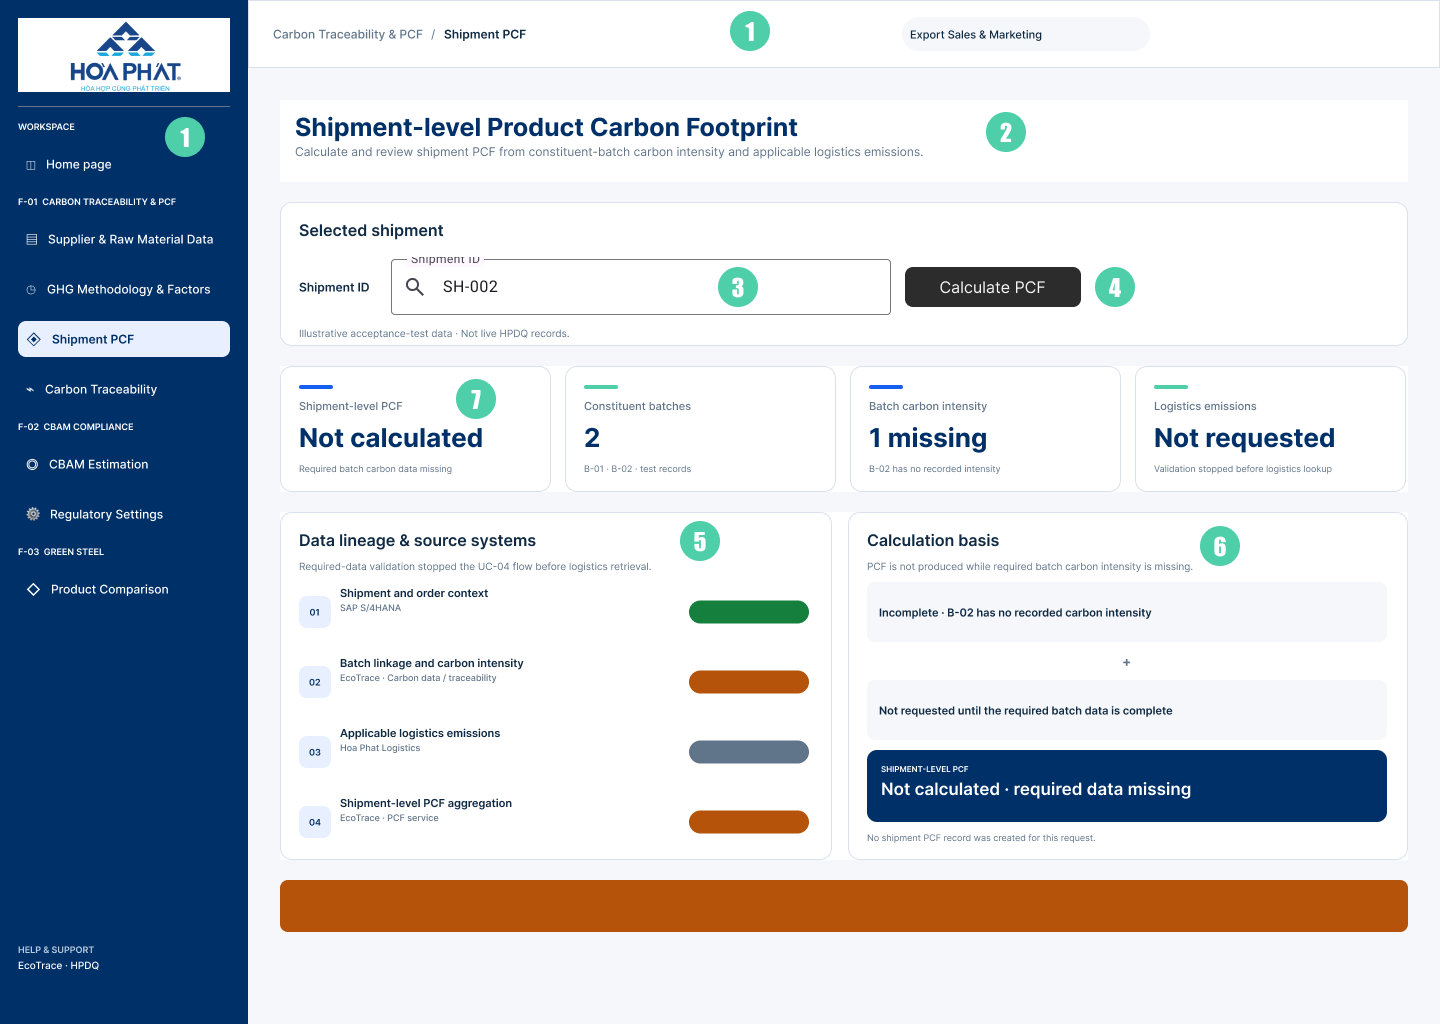 HÒA PHÁT
HÒA HỢP CÙNG PHÁT TRIỂN
WORKSPACE
1
Home page
F-01 CARBON TRACEABILITY & PCF
Supplier & Raw Material Data
GHG Methodology & Factors
Shipment PCF
Carbon Traceability
F-02 CBAM COMPLIANCE
CBAM Estimation
Regulatory Settings
F-03 GREEN STEEL
Product Comparison
HELP & SUPPORT
EcoTrace · HPDQ
Carbon Traceability & PCF / Shipment PCF
1
Export Sales & Marketing
Shipment-level Product Carbon Footprint
2
Calculate and review shipment PCF from constituent-batch carbon intensity and applicable logistics emissions.
Selected shipment
Shipment ID
Shipment ID
SH-002
3
Calculate PCF
4
Illustrative acceptance-test data · Not live HPDQ records.
Shipment-level PCF
7
Not calculated
Required batch carbon data missing
Constituent batches
2
B-01 · B-02 · test records
Batch carbon intensity
1 missing
B-02 has no recorded intensity
Logistics emissions
Not requested
Validation stopped before logistics lookup
Data lineage & source systems
5
Required-data validation stopped the UC-04 flow before logistics retrieval.
01
Shipment and order context
SAP S/4HANA
02
Batch linkage and carbon intensity
EcoTrace · Carbon data / traceability
03
Applicable logistics emissions
Hoa Phat Logistics
04
Shipment-level PCF aggregation
EcoTrace · PCF service
Calculation basis
6
PCF is not produced while required batch carbon intensity is missing.
Incomplete · B-02 has no recorded carbon intensity
+
Not requested until the required batch data is complete
SHIPMENT-LEVEL PCF
Not calculated · required data missing
No shipment PCF record was created for this request.